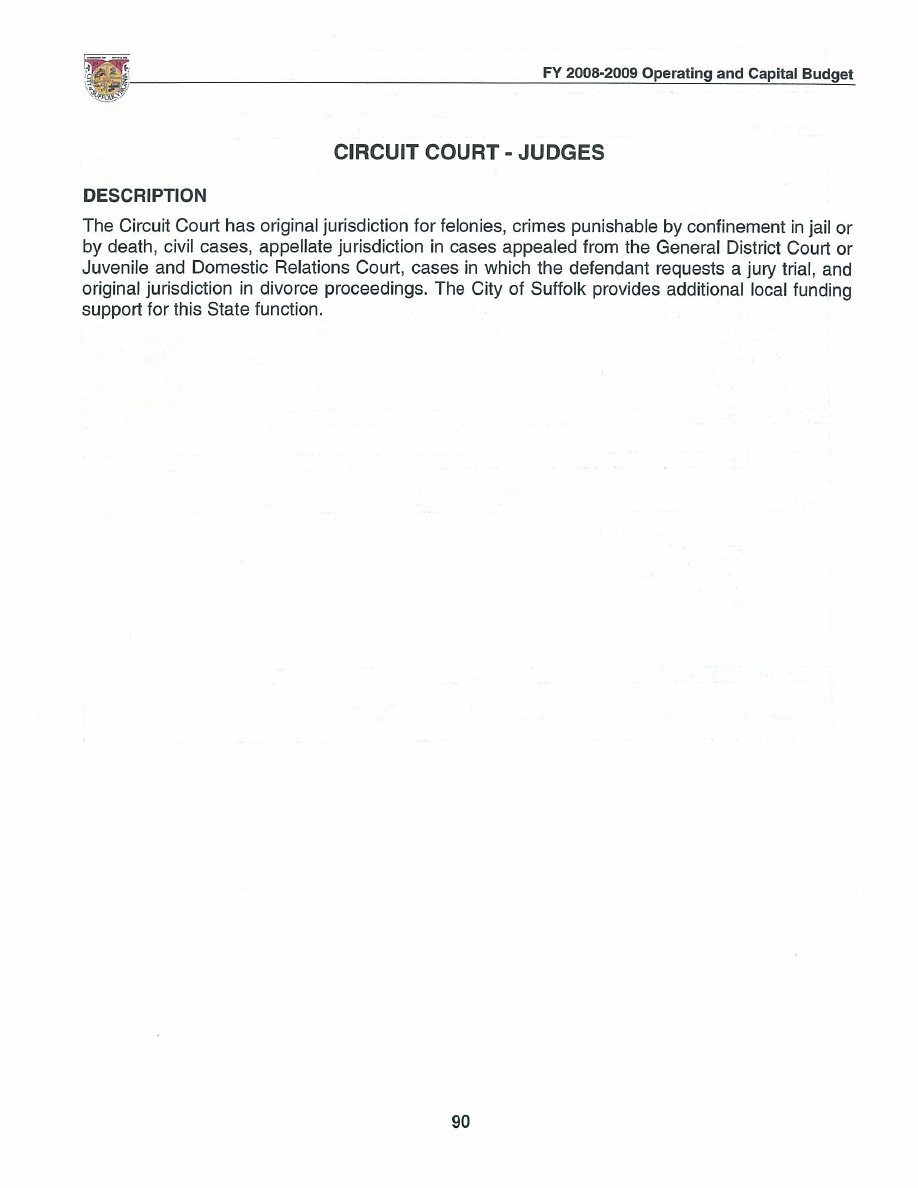 FY 2008-2009 Operating and Capital Budget
CIRCUIT COURT - JUDGES
DESCRIPTION
The Circuit Court has original jurisdiction for felonies, crimes punishable by confinement in jail or
by death, civil cases, appellate jurisdiction in cases appealed from the General District Court or
Juvenile and Domestic Relations Court, cases in which the defendant requests a jury trial, and
original jurisdiction in divorce proceedings. The City of Suffolk provides additional local funding
support for this State function.
90